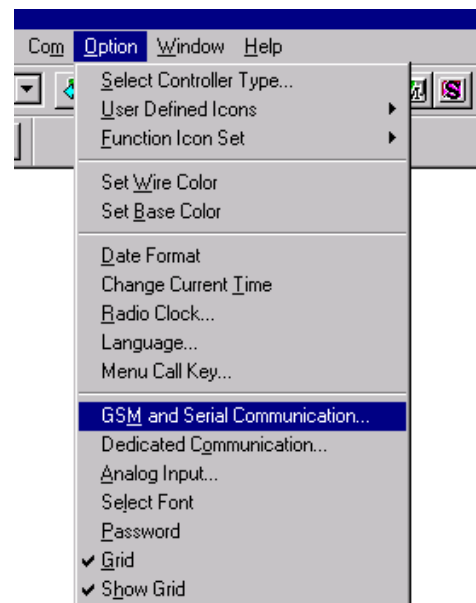 Com Option Window Help
Select Controller Type...
User Defined Icons
Function Icon Set
Set Wire Color
Set Base Color
Date Format
Change Current Time
Radio Clock...
Language...
Menu Call Key...
GSM and Serial Communication...
Dedicated Communication...
Analog Input...
Select Font
Password
Grid
Show Grid